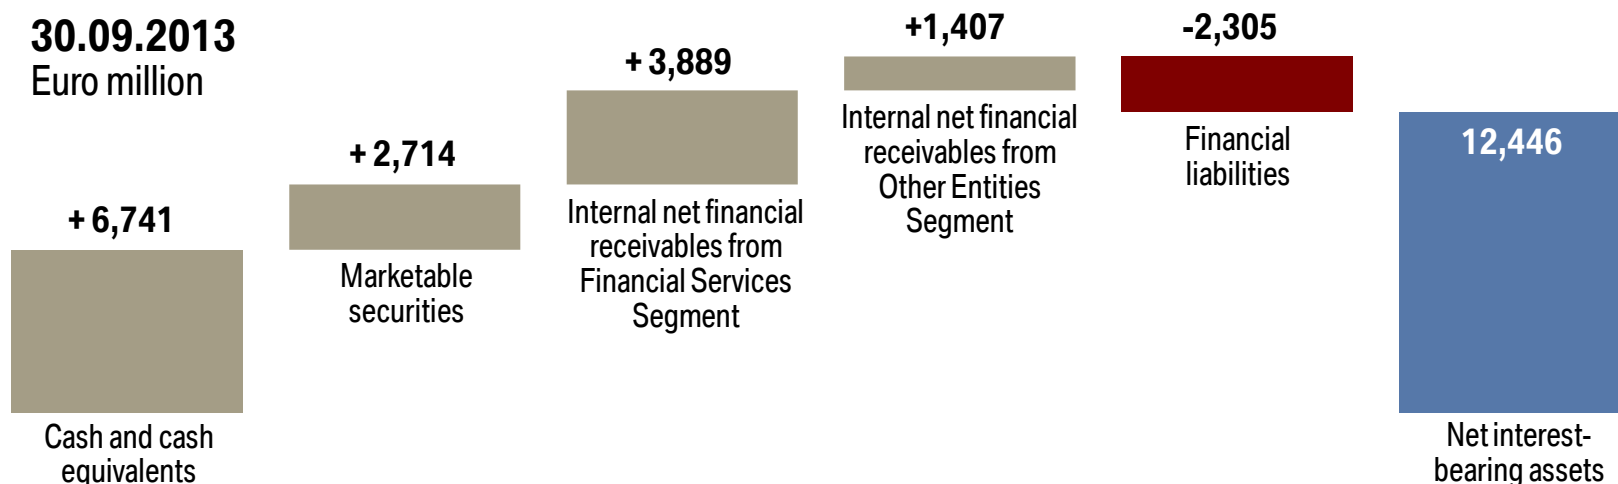 30.09.2013
Euro million
+ 6,741
Cash and cash
equivalents
+ 2,714
Marketable
securities
+ 3,889
Internal net financial
receivables from
Financial Services
Segment
+1,407
Internal net financial
receivables from
Other Entities
Segment
-2,305
Financial
liabilities
12,446
Net interest-
bearing assets